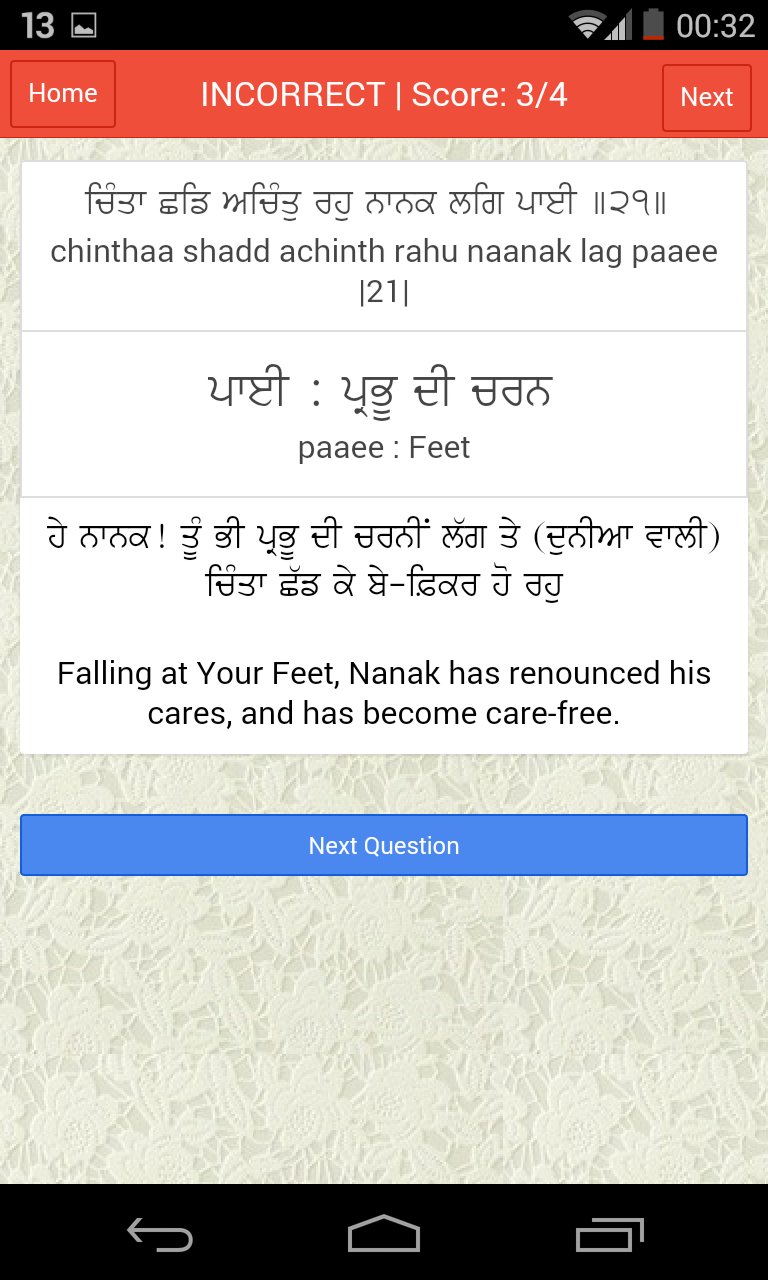 13 00:32
Home INCORRECT | Score: 3/4 Next
ਚਿੰਤਾ ਛਡਿ ਅਚਿੰਤੁ ਰਹੁ ਨਾਨਕ ਲਗਿ ਪਾਈ ॥੨੧॥
chinthaa shadd achinth rahu naanak lag paaee
|21|
ਪਾਈ : ਪ੍ਰਭੂ ਦੀ ਚਰਨ
paaee : Feet
ਹੇ ਨਾਨਕ! ਤੂੰ ਭੀ ਪ੍ਰਭੂ ਦੀ ਚਰਨੀਂ ਲੱਗ ਤੇ (ਦੁਨੀਆ ਵਾਲੀ)
ਚਿੰਤਾ ਛੱਡ ਕੇ ਬੇ-ਫ਼ਿਕਰ ਹੋ ਰਹੁ
Falling at Your Feet, Nanak has renounced his
cares, and has become care-free.
Next Question